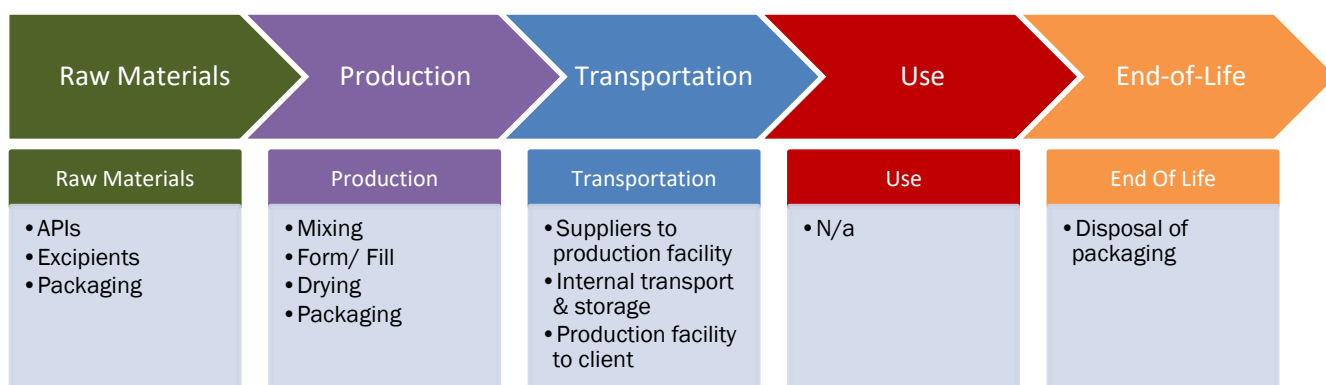 Raw Materials
Production
Transportation
Use
End-of-Life
Raw Materials
•APIs
•Excipients
•Packaging
Production
•Mixing
•Form/ Fill
•Drying
•Packaging
Transportation
•Suppliers to
production facility
•Internal transport
& storage
•Production facility
to client
Use
•N/a
End Of Life
•Disposal of
packaging